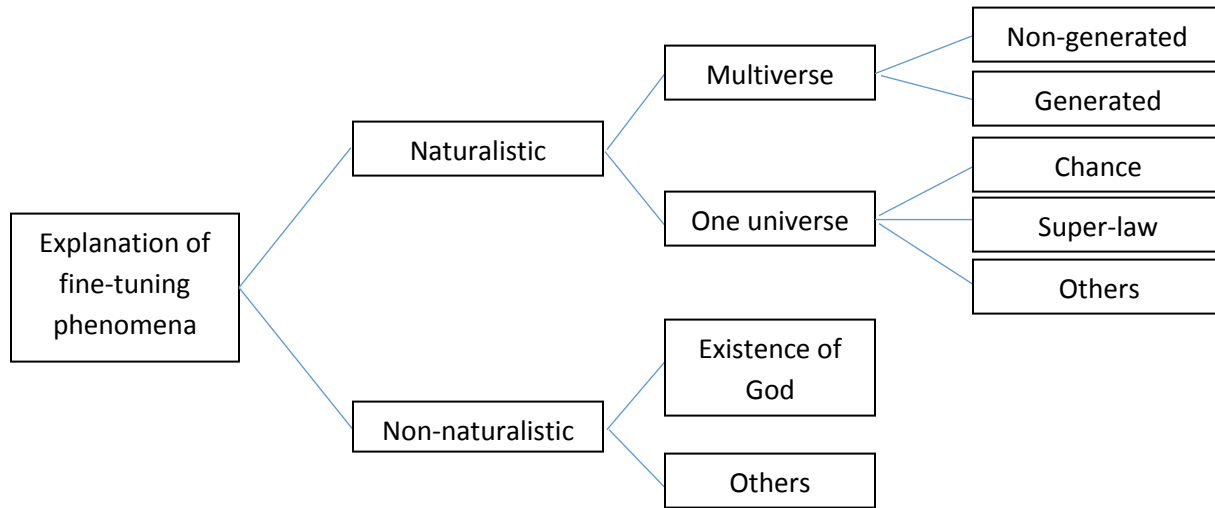 Non-generated
Multiverse
Generated
Naturalistic
Chance
One universe
Super-law
Explanation of
fine-tuning
phenomena
Others
Existence of
God
Non-naturalistic
Others